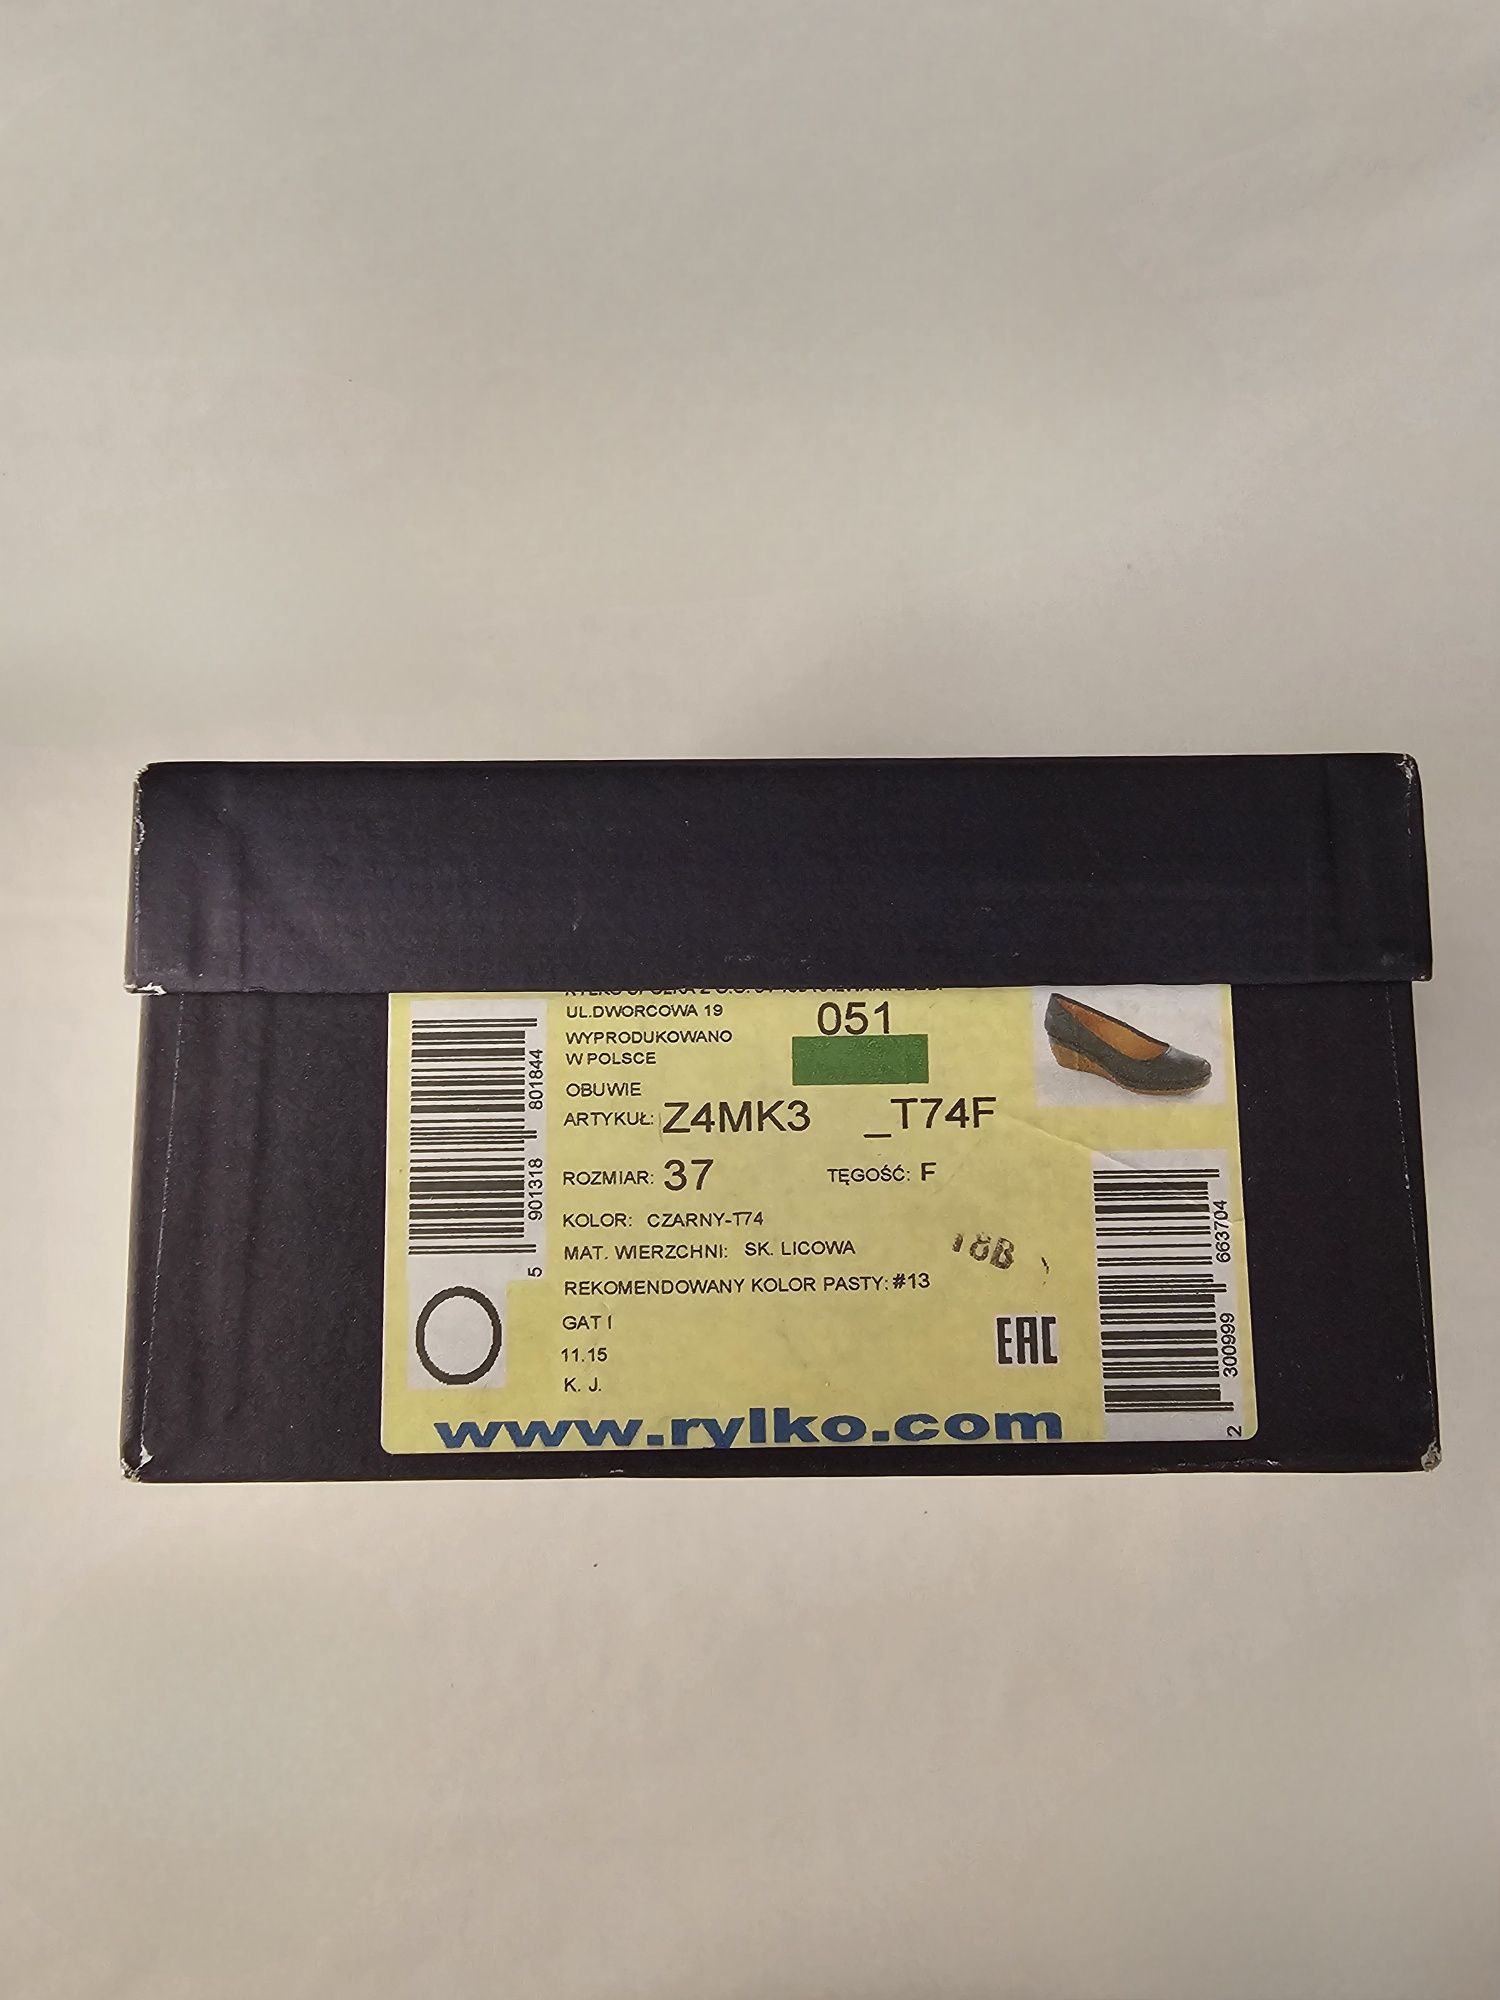 UL.DWORCOWA 19
WYPRODUKOWANO
W POLSCE
051
OBUWIE
ARTYKUŁ: Z4MK3 _T74F
ROZMIAR: 37 TĘGOŚĆ: F
KOLOR: CZARNY-T74
MAT. WIERZCHNI: SK. LICOWA
18B
REKOMENDOWANY KOLOR PASTY: #13
GAT I
11.15
K. J.
EAC
www.rylko.com
5 901318 801844
2 300999 663704